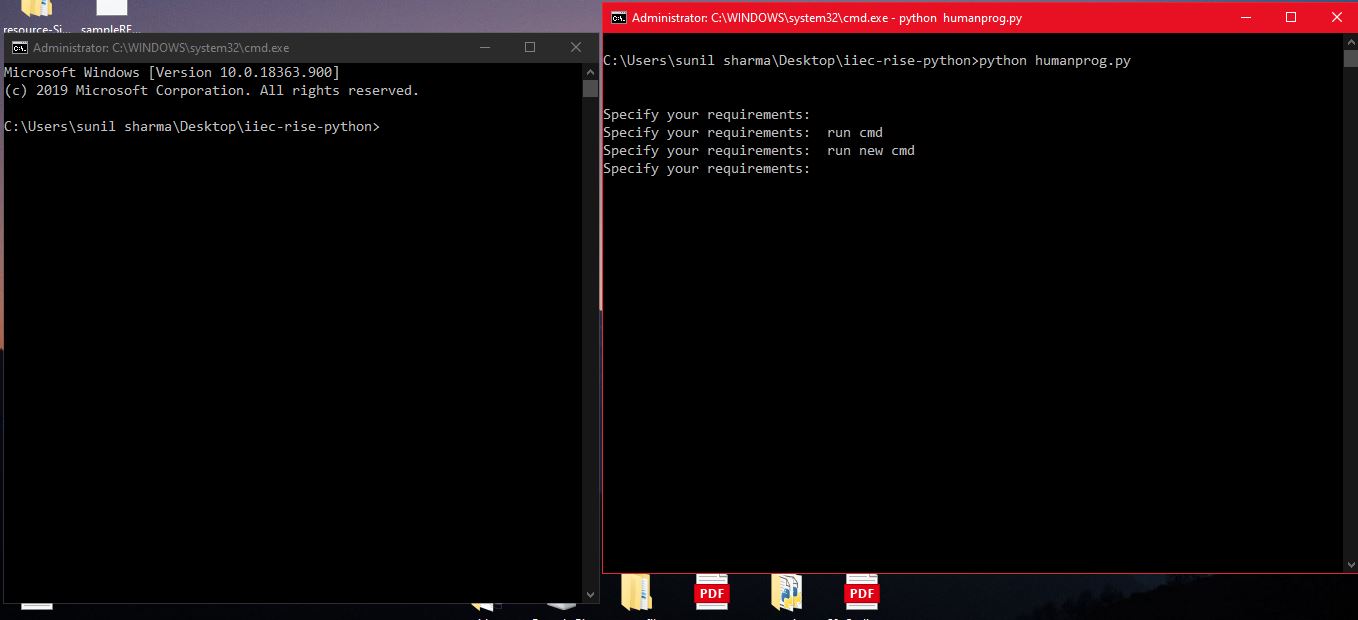 resource-Si... sampleRE...
Administrator: C:\WINDOWS\system32\cmd.exe
Microsoft Windows [Version 10.0.18363.900]
(c) 2019 Microsoft Corporation. All rights reserved.
C:\Users\sunil sharma\Desktop\iiec-rise-python>
Administrator: C:\WINDOWS\system32\cmd.exe - python  humanprog.py
C:\Users\sunil sharma\Desktop\iiec-rise-python>python humanprog.py
Specify your requirements:
Specify your requirements:  run cmd
Specify your requirements:  run new cmd
Specify your requirements:
PDF
PDF